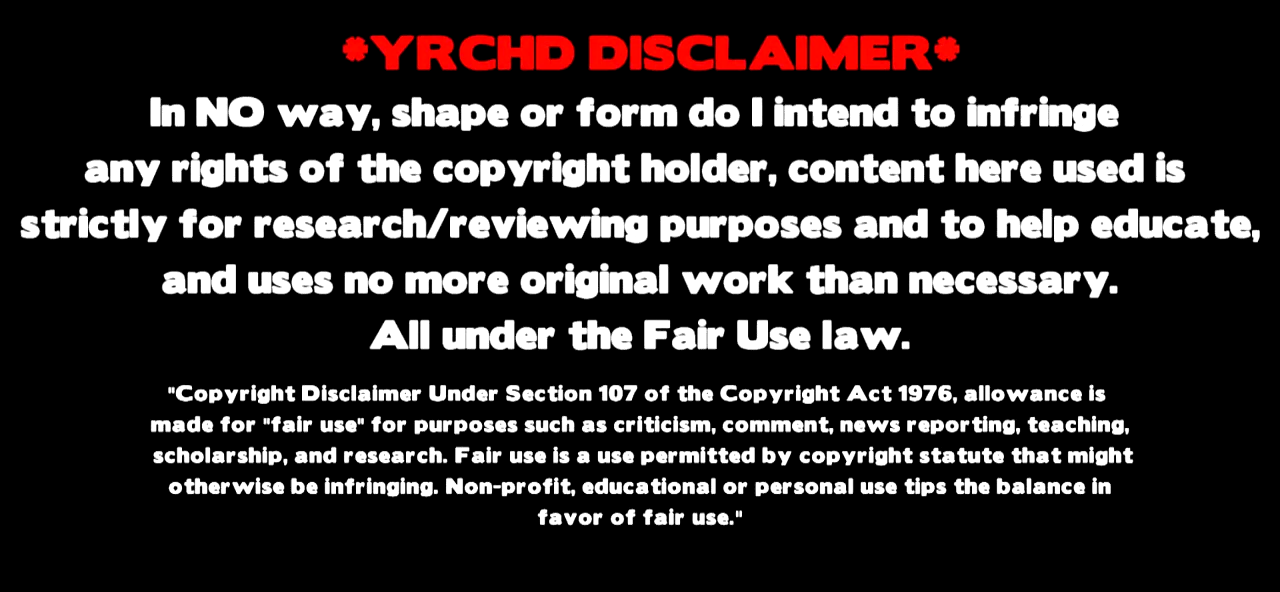 *YRCHD DISCLAIMER*
In NO way, shape or form do I intend to infringe
any rights of the copyright holder, content here used is
strictly for research/reviewing purposes and to help educate,
and uses no more original work than necessary.
All under the Fair Use law.
"Copyright Disclaimer Under Section 107 of the Copyright Act 1976, allowance is
made for "fair use" for purposes such as criticism, comment, news reporting, teaching,
scholarship, and research. Fair use is a use permitted by copyright statute that might
otherwise be infringing. Non-profit, educational or personal use tips the balance in
favor of fair use."